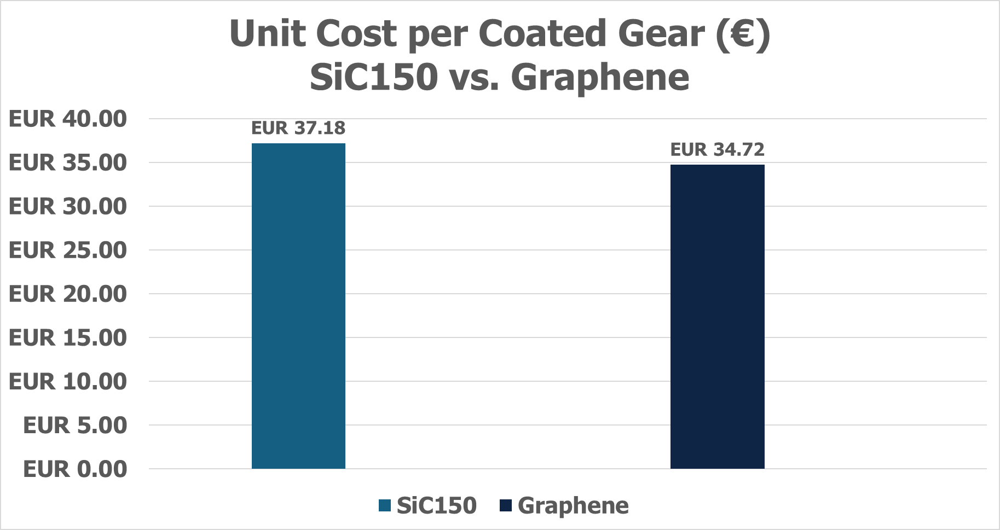 Unit Cost per Coated Gear (€)
SiC150 vs. Graphene
EUR 40.00
EUR 37.18
EUR 34.72
EUR 35.00
EUR 30.00
EUR 25.00
EUR 20.00
EUR 15.00
EUR 10.00
EUR 5.00
EUR 0.00
SiC150 Graphene